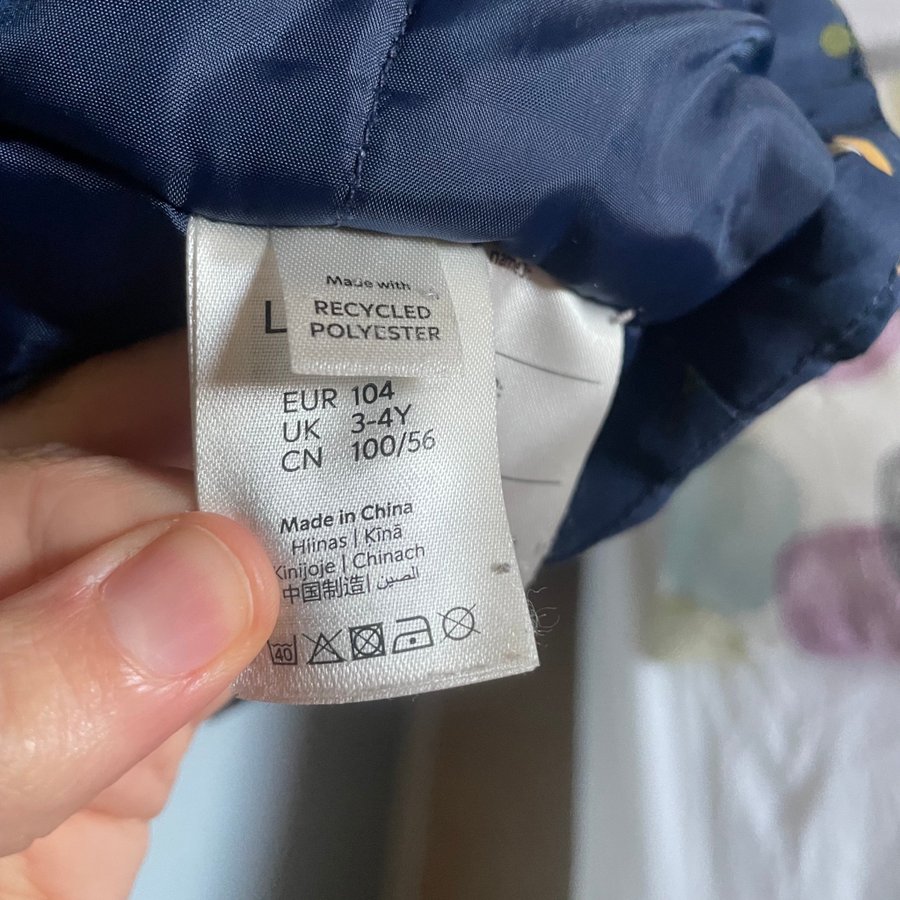 Made with
RECYCLED
POLYESTER
L
EUR 104
UK 3-4Y
CN 100/56
Made in China
Hiinas | Kīnā
Kinijoje | Chinach
中国制造 | الصين
40